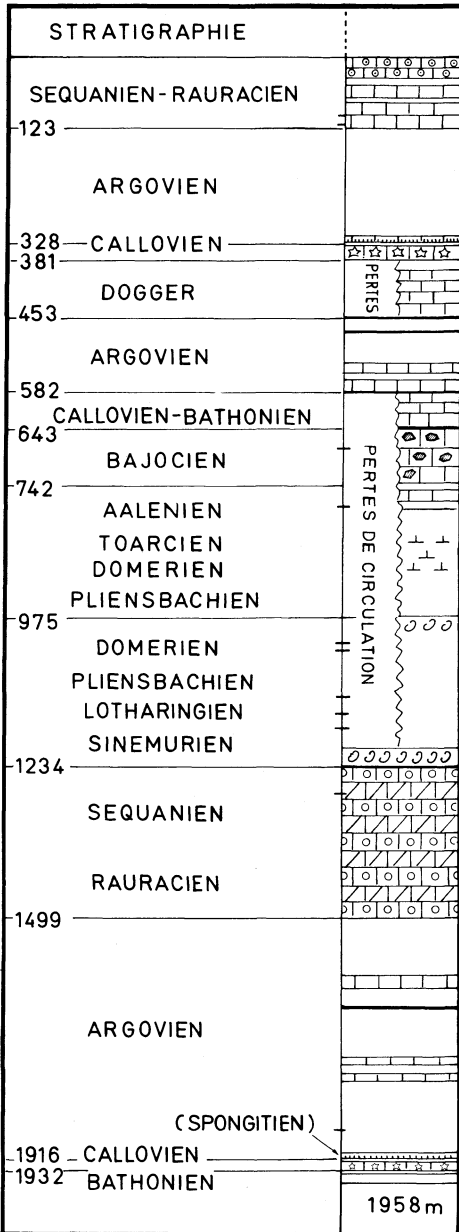 STRATIGRAPHIE
SEQUANIEN-RAURACIEN
123
ARGOVIEN
328 CALLOVIEN
381
PERTES
DOGGER
453
ARGOVIEN
582
CALLOVIEN-BATHONIEN
643
BAJOCIEN
742
PERTES DE CIRCULATION
AALENIEN
TOARCIEN
DOMERIEN
PLIENSBACHIEN
975
DOMERIEN
PLIENSBACHIEN
LOTHARINGIEN
SINEMURIEN
1234
SEQUANIEN
RAURACIEN
1499
ARGOVIEN
(SPONGITIEN)
1916 CALLOVIEN
1932 BATHONIEN
1958m